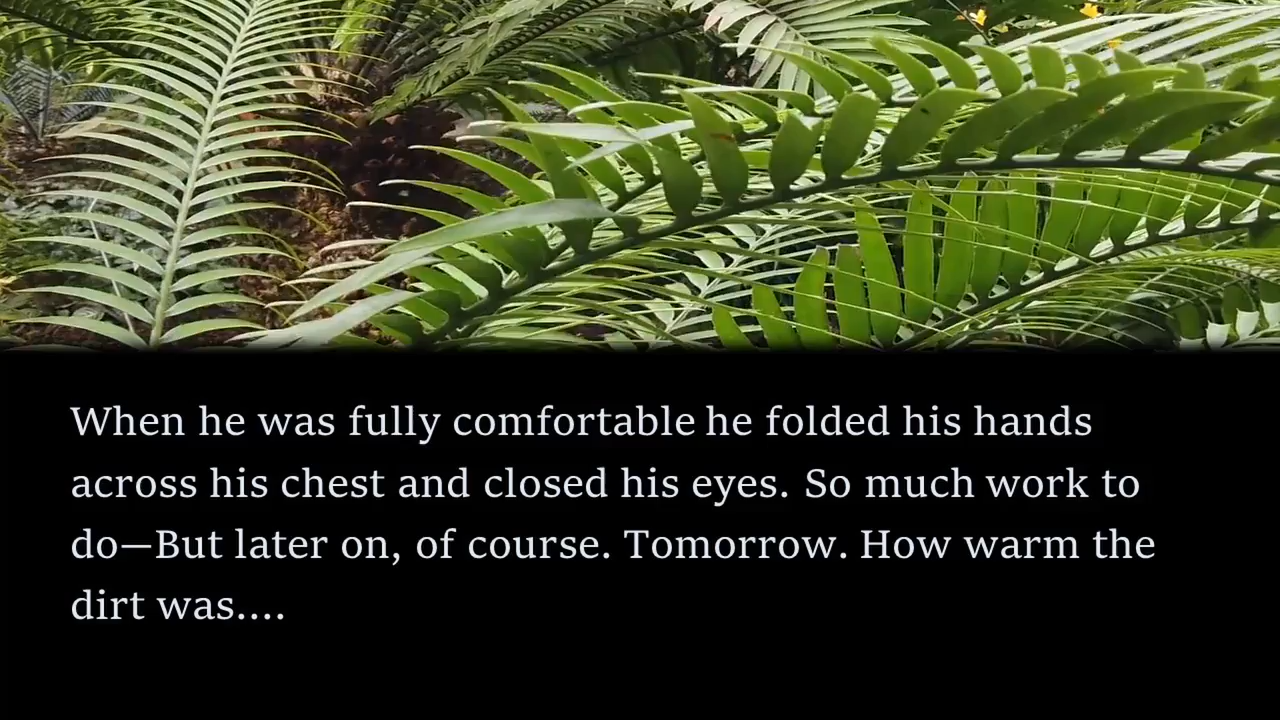 When he was fully comfortable he folded his hands
across his chest and closed his eyes. So much work to
do—But later on, of course. Tomorrow. How warm the
dirt was....